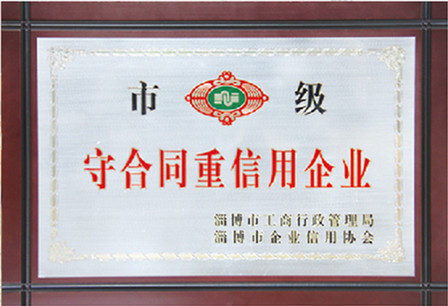 市 级
守合同重信用企业
淄博市工商行政管理局
淄博市企业信用协会